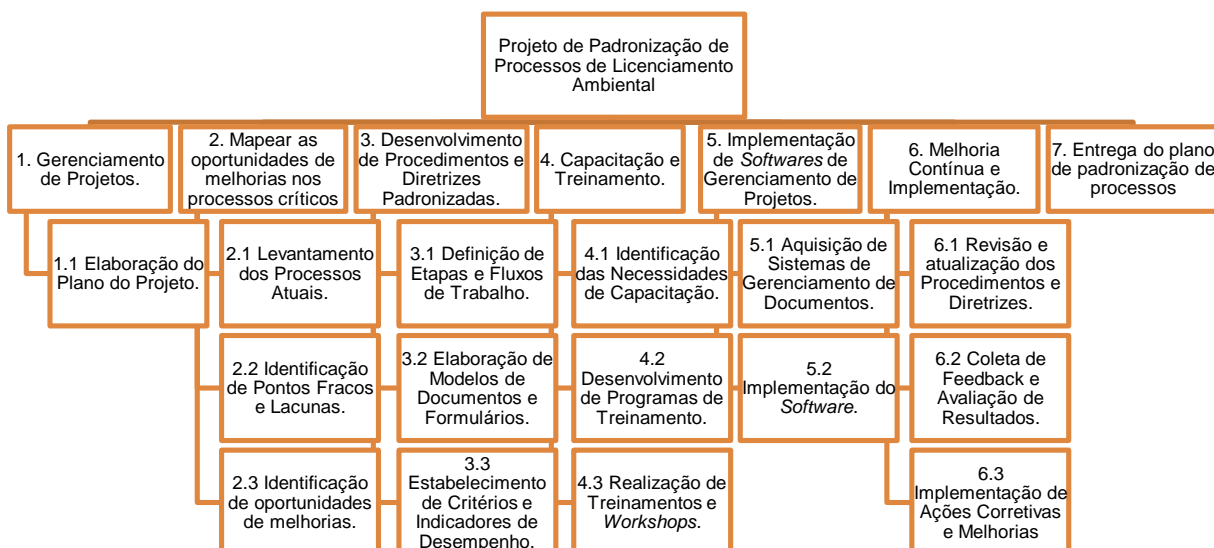 Projeto de Padronização de
Processos de Licenciamento
Ambiental
1. Gerenciamento
de Projetos.
2. Mapear as
oportunidades de
melhorias nos
processos críticos
3. Desenvolvimento
de Procedimentos e
Diretrizes
Padronizadas.
4. Capacitação e
Treinamento.
5. Implementação
de Softwares de
Gerenciamento de
Projetos.
6. Melhoria
Contínua e
Implementação.
7. Entrega do plano
de padronização de
processos
1.1 Elaboração do
Plano do Projeto.
2.1 Levantamento
dos Processos
Atuais.
3.1 Definição de
Etapas e Fluxos
de Trabalho.
4.1 Identificação
das Necessidades
de Capacitação.
5.1 Aquisição de
Sistemas de
Gerenciamento de
Documentos.
6.1 Revisão e
atualização dos
Procedimentos e
Diretrizes.
2.2 Identificação
de Pontos Fracos
e Lacunas.
3.2 Elaboração de
Modelos de
Documentos e
Formulários.
4.2
Desenvolvimento
de Programas de
Treinamento.
5.2
Implementação do
Software.
6.2 Coleta de
Feedback e
Avaliação de
Resultados.
2.3 Identificação
de oportunidades
de melhorias.
3.3
Estabelecimento
de Critérios e
Indicadores de
Desempenho.
4.3 Realização de
Treinamentos e
Workshops.
6.3
Implementação de
Ações Corretivas
e Melhorias